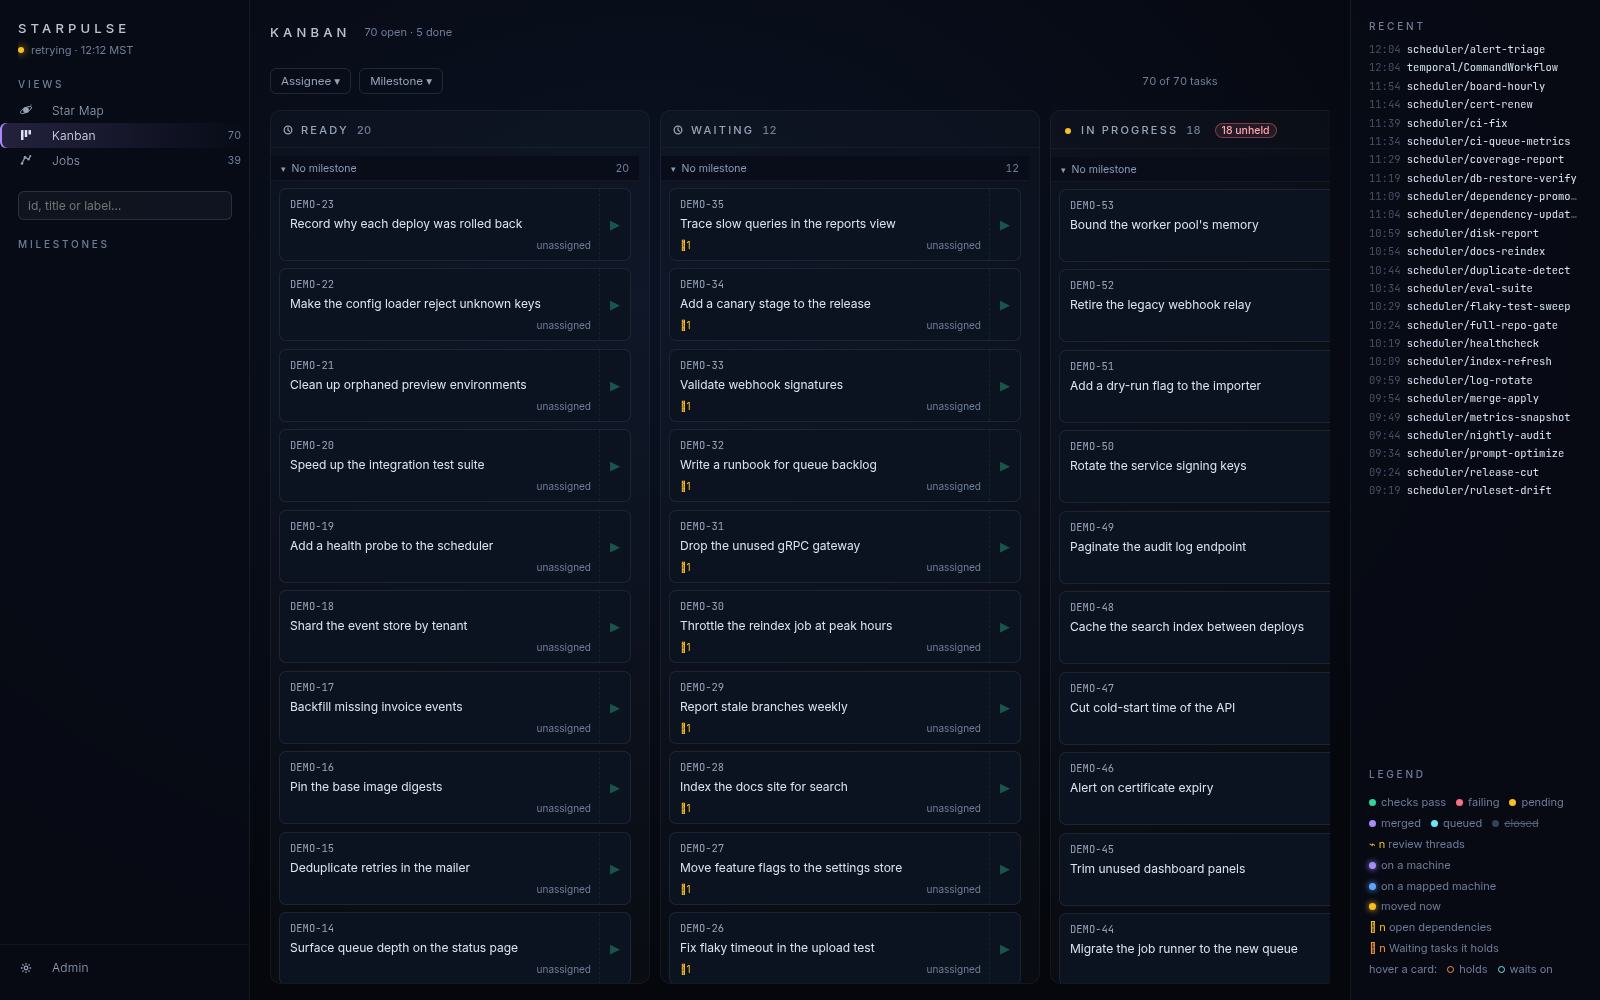 STARPULSE
retrying · 12:12 MST
VIEWS
Star Map
Kanban 70
Jobs 39
id, title or label...
MILESTONES
Admin
KANBAN 70 open · 5 done
Assignee ▾ Milestone ▾ 70 of 70 tasks
READY 20
▾ No milestone 20
DEMO-23
Record why each deploy was rolled back
unassigned
DEMO-22
Make the config loader reject unknown keys
unassigned
DEMO-21
Clean up orphaned preview environments
unassigned
DEMO-20
Speed up the integration test suite
unassigned
DEMO-19
Add a health probe to the scheduler
unassigned
DEMO-18
Shard the event store by tenant
unassigned
DEMO-17
Backfill missing invoice events
unassigned
DEMO-16
Pin the base image digests
unassigned
DEMO-15
Deduplicate retries in the mailer
unassigned
DEMO-14
Surface queue depth on the status page
unassigned
WAITING 12
▾ No milestone 12
DEMO-35
Trace slow queries in the reports view
1 unassigned
DEMO-34
Add a canary stage to the release
1 unassigned
DEMO-33
Validate webhook signatures
1 unassigned
DEMO-32
Write a runbook for queue backlog
1 unassigned
DEMO-31
Drop the unused gRPC gateway
1 unassigned
DEMO-30
Throttle the reindex job at peak hours
1 unassigned
DEMO-29
Report stale branches weekly
1 unassigned
DEMO-28
Index the docs site for search
1 unassigned
DEMO-27
Move feature flags to the settings store
1 unassigned
DEMO-26
Fix flaky timeout in the upload test
1 unassigned
IN PROGRESS 18 18 unheld
▾ No milestone
DEMO-53
Bound the worker pool's memory
DEMO-52
Retire the legacy webhook relay
DEMO-51
Add a dry-run flag to the importer
DEMO-50
Rotate the service signing keys
DEMO-49
Paginate the audit log endpoint
DEMO-48
Cache the search index between deploys
DEMO-47
Cut cold-start time of the API
DEMO-46
Alert on certificate expiry
DEMO-45
Trim unused dashboard panels
DEMO-44
Migrate the job runner to the new queue
RECENT
12:04 scheduler/alert-triage
12:04 temporal/CommandWorkflow
11:54 scheduler/board-hourly
11:44 scheduler/cert-renew
11:39 scheduler/ci-fix
11:34 scheduler/ci-queue-metrics
11:29 scheduler/coverage-report
11:19 scheduler/db-restore-verify
11:09 scheduler/dependency-promo…
11:04 scheduler/dependency-updat…
10:59 scheduler/disk-report
10:54 scheduler/docs-reindex
10:44 scheduler/duplicate-detect
10:34 scheduler/eval-suite
10:29 scheduler/flaky-test-sweep
10:24 scheduler/full-repo-gate
10:19 scheduler/healthcheck
10:09 scheduler/index-refresh
09:59 scheduler/log-rotate
09:54 scheduler/merge-apply
09:49 scheduler/metrics-snapshot
09:44 scheduler/nightly-audit
09:34 scheduler/prompt-optimize
09:24 scheduler/release-cut
09:19 scheduler/ruleset-drift
LEGEND
checks pass failing pending
merged queued closed
n review threads
on a machine
on a mapped machine
moved now
n open dependencies
n Waiting tasks it holds
hover a card: holds waits on